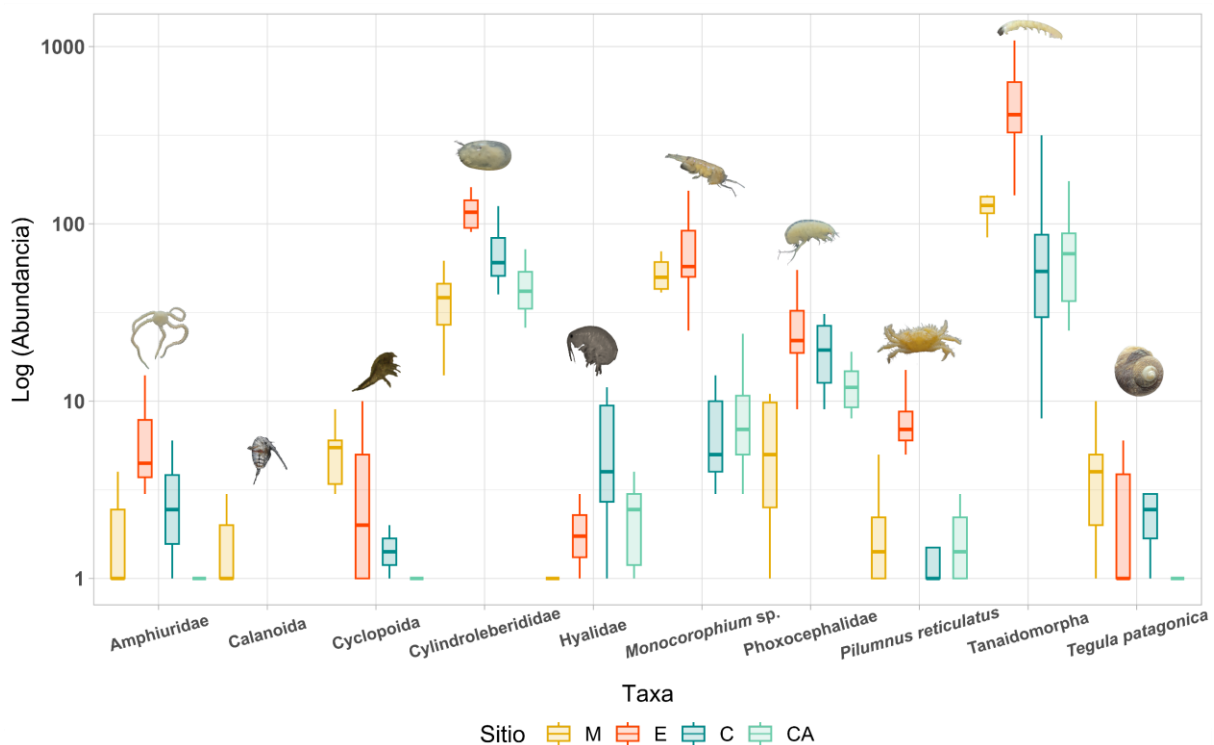 Log (Abundancia)
1000
100
10
1
Amphiuridae
Calanoida
Cyclopoida
Cylindroleberididae
Hyalidae
Monocorophium sp.
Phoxocephalidae
Pilumnus reticulatus
Tanaidomorpha
Tegula patagonica
Taxa
Sitio M E C CA